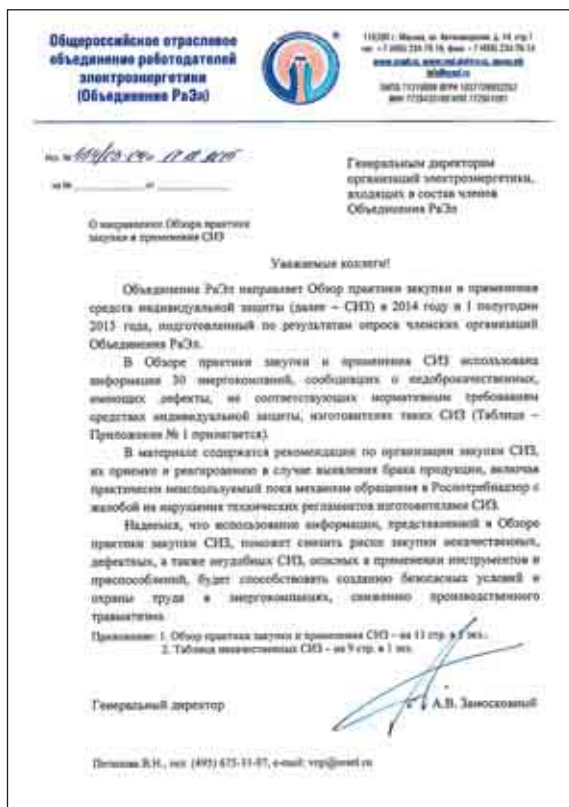 Общероссийское отраслевое
объединение работодателей
электроэнергетики
(Объединение РаЭл)
Исх. №
на № от
Генеральным директорам
организаций электроэнергетики,
входящих в состав членов
Объединения РаЭл
О направлении Обзора практики
закупки и применения СИЗ
Уважаемые коллеги!
Объединение РаЭл направляет Обзор практики закупки и применения
средств индивидуальной защиты (далее – СИЗ) в 2014 году и I полугодии
2015 года, подготовленный по результатам опроса членских организаций
Объединения РаЭл.
В Обзоре практики закупки и применения СИЗ использована
информация 30 энергокомпаний, сообщивших о недоброкачественных,
имеющих дефекты, не соответствующих нормативным требованиям
средствах индивидуальной защиты, изготовителях таких СИЗ (Таблица –
Приложение № 1 прилагается).
В материале содержатся рекомендации по организации закупки СИЗ,
их приемке и реагированию в случае выявления брака продукции, включая
практически неиспользуемый пока механизм обращения в Роспотребнадзор с
жалобой на нарушения технических регламентов изготовителями СИЗ.
Надеемся, что использование информации, представленной в Обзоре
практики закупки СИЗ, поможет снизить риски закупки некачественных,
дефектных, а также неудобных СИЗ, опасных в применении инструментов и
приспособлений, будет способствовать созданию безопасных условий и
охраны труда в энергокомпаниях, снижению производственного
травматизма.
Приложение: 1. Обзор практики закупки и применения СИЗ – на 13 стр. в 1 экз.
2. Таблица некачественных СИЗ – на 9 стр. в 1 экз.
Генеральный директор А.В. Замосковный